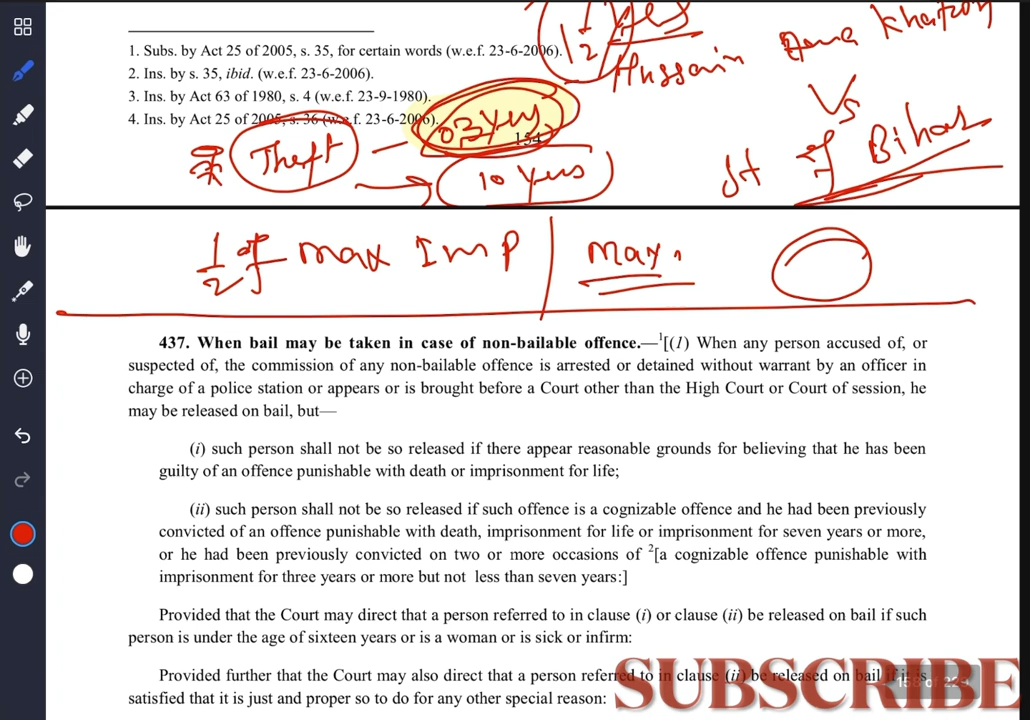 1 1/2 yrs
Hussain Aara Khatoon
1. Subs. by Act 25 of 2005, s. 35, for certain words (w.e.f. 23-6-2006).
2. Ins. by s. 35, ibid. (w.e.f. 23-6-2006).
3. Ins. by Act 63 of 1980, s. 4 (w.e.f. 23-9-1980).
Vs
4. Ins. by Act 25 of 2005, s. 36 (w.e.f. 23-6-2006).
03 Yrs
154
Theft
10 Yrs
St of Bihar
1/2 of max Imp
Max.
437. When bail may be taken in case of non-bailable offence.—1[(1) When any person accused of, or
suspected of, the commission of any non-bailable offence is arrested or detained without warrant by an officer in
charge of a police station or appears or is brought before a Court other than the High Court or Court of session, he
may be released on bail, but—
(i) such person shall not be so released if there appear reasonable grounds for believing that he has been
guilty of an offence punishable with death or imprisonment for life;
(ii) such person shall not be so released if such offence is a cognizable offence and he had been previously
convicted of an offence punishable with death, imprisonment for life or imprisonment for seven years or more,
or he had been previously convicted on two or more occasions of 2[a cognizable offence punishable with
imprisonment for three years or more but not less than seven years:]
Provided that the Court may direct that a person referred to in clause (i) or clause (ii) be released on bail if such
person is under the age of sixteen years or is a woman or is sick or infirm:
Provided further that the Court may also direct that a person referred to in clause (ii) be released on bail if it is
satisfied that it is just and proper so to do for any other special reason:
SUBSCRIBE